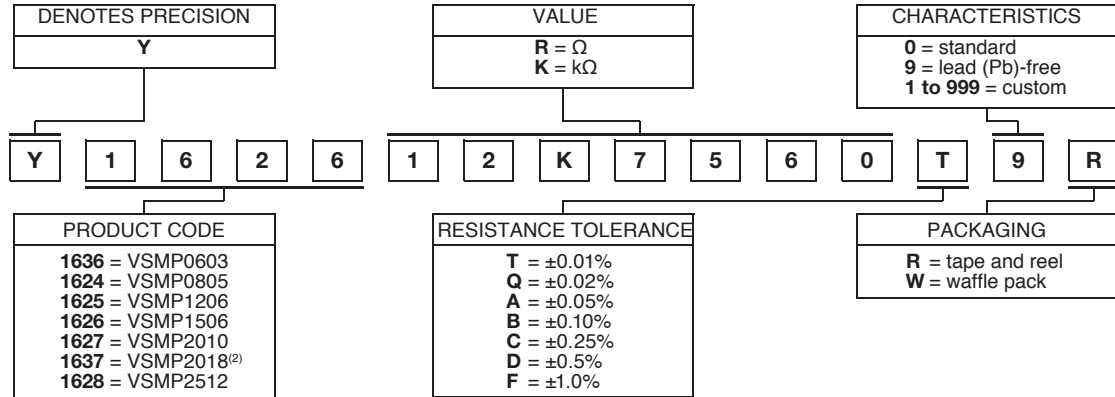 DENOTES PRECISION
Y
VALUE
R = Ω
K = kΩ
CHARACTERISTICS
0 = standard
9 = lead (Pb)-free
1 to 999 = custom
Y 1 6 2 6 1 2 K 7 5 6 0 T 9 R
PRODUCT CODE
1636 = VSMP0603
1624 = VSMP0805
1625 = VSMP1206
1626 = VSMP1506
1627 = VSMP2010
1637 = VSMP2018(2)
1628 = VSMP2512
RESISTANCE TOLERANCE
T = ±0.01%
Q = ±0.02%
A = ±0.05%
B = ±0.10%
C = ±0.25%
D = ±0.5%
F = ±1.0%
PACKAGING
R = tape and reel
W = waffle pack